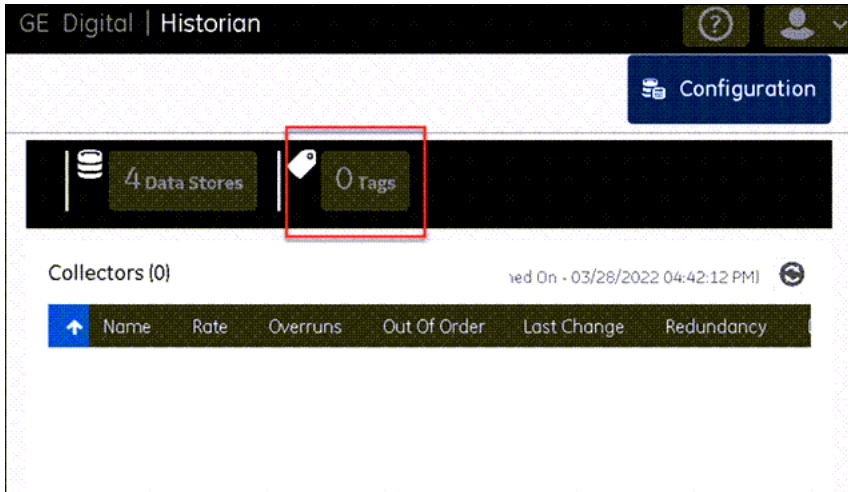 GE Digital | Historian
Configuration
4 Data Stores
0 Tags
Collectors (0)
ned On - 03/28/2022 04:42:12 PM)
Name Rate Overruns Out Of Order Last Change Redundancy